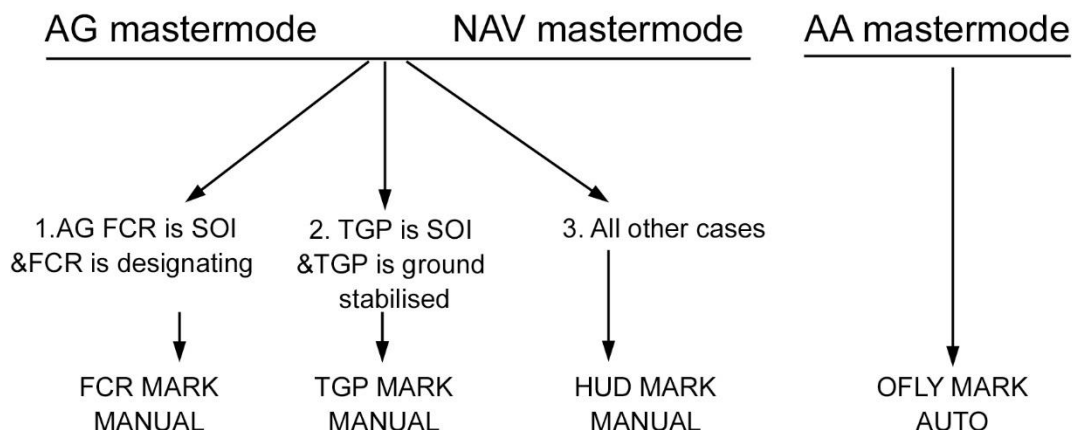 AG mastermode
NAV mastermode
AA mastermode
1.AG FCR is SOI
&FCR is designating
2. TGP is SOI
&TGP is ground
stabilised
3. All other cases
FCR MARK
MANUAL
TGP MARK
MANUAL
HUD MARK
MANUAL
OFLY MARK
AUTO